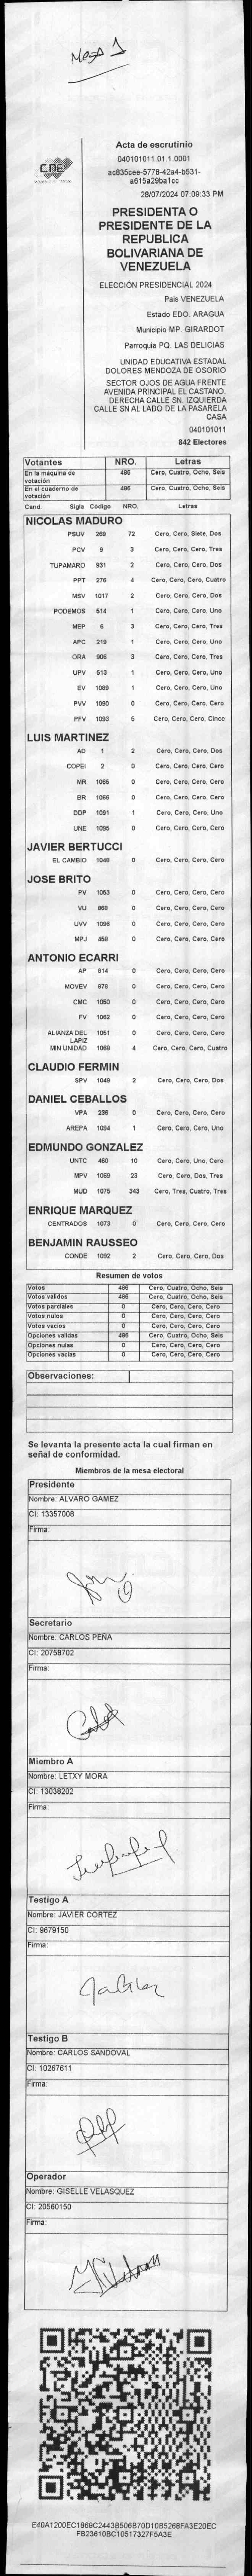 Mesa 1
CNE
Acta de escrutinio
040101011.01.1.0001
ac835cee-5778-42a4-b531-
a615a29ba1cc
28/07/2024 07:09:33 PM
PRESIDENTA O
PRESIDENTE DE LA
REPUBLICA
BOLIVARIANA DE
VENEZUELA
ELECCIÓN PRESIDENCIAL 2024
Pais VENEZUELA
Estado EDO. ARAGUA
Municipio MP. GIRARDOT
Parroquia PQ. LAS DELICIAS
UNIDAD EDUCATIVA ESTADAL
DOLORES MENDOZA DE OSORIO
SECTOR OJOS DE AGUA FRENTE
AVENIDA PRINCIPAL EL CASTANO.
DERECHA CALLE SN. IZQUIERDA
CALLE SN AL LADO DE LA PASARELA
CASA
040101011
842 Electores
Votantes NRO. Letras
En la máquina de votación 486 Cero, Cuatro, Ocho, Seis
En el cuaderno de votación 486 Cero, Cuatro, Ocho, Seis
Cand. Sigla Codigo NRO. Letras
NICOLAS MADURO
PSUV 269 72 Cero, Cero, Siete, Dos
PCV 9 3 Cero, Cero, Cero, Tres
TUPAMARO 931 2 Cero, Cero, Cero, Dos
PPT 276 4 Cero, Cero, Cero, Cuatro
MSV 1017 2 Cero, Cero, Cero, Dos
PODEMOS 514 1 Cero, Cero, Cero, Uno
MEP 6 3 Cero, Cero, Cero, Tres
APC 219 1 Cero, Cero, Cero, Uno
ORA 906 3 Cero, Cero, Cero, Tres
UPV 513 1 Cero, Cero, Cero, Uno
EV 1089 1 Cero, Cero, Cero, Uno
PVV 1090 0 Cero, Cero, Cero, Cero
PFV 1093 5 Cero, Cero, Cero, Cinco
LUIS MARTINEZ
AD 1 2 Cero, Cero, Cero, Dos
COPEI 2 0 Cero, Cero, Cero, Cero
MR 1065 0 Cero, Cero, Cero, Cero
BR 1066 0 Cero, Cero, Cero, Cero
DDP 1091 1 Cero, Cero, Cero, Uno
UNE 1095 0 Cero, Cero, Cero, Cero
JAVIER BERTUCCI
EL CAMBIO 1048 0 Cero, Cero, Cero, Cero
JOSE BRITO
PV 1053 0 Cero, Cero, Cero, Cero
VU 868 0 Cero, Cero, Cero, Cero
UVV 1096 0 Cero, Cero, Cero, Cero
MPJ 458 0 Cero, Cero, Cero, Cero
ANTONIO ECARRI
AP 814 0 Cero, Cero, Cero, Cero
MOVEV 878 0 Cero, Cero, Cero, Cero
CMC 1050 0 Cero, Cero, Cero, Cero
FV 1062 0 Cero, Cero, Cero, Cero
ALIANZA DEL LAPIZ 1051 0 Cero, Cero, Cero, Cero
MIN UNIDAD 1068 4 Cero, Cero, Cero, Cuatro
CLAUDIO FERMIN
SPV 1049 2 Cero, Cero, Cero, Dos
DANIEL CEBALLOS
VPA 236 0 Cero, Cero, Cero, Cero
AREPA 1094 1 Cero, Cero, Cero, Uno
EDMUNDO GONZALEZ
UNTC 460 10 Cero, Cero, Uno, Cero
MPV 1069 23 Cero, Cero, Dos, Tres
MUD 1075 343 Cero, Tres, Cuatro, Tres
ENRIQUE MARQUEZ
CENTRADOS 1073 0 Cero, Cero, Cero, Cero
BENJAMIN RAUSSEO
CONDE 1092 2 Cero, Cero, Cero, Dos
Resumen de votos
Votos 486 Cero, Cuatro, Ocho, Seis
Votos validos 486 Cero, Cuatro, Ocho, Seis
Votos parciales 0 Cero, Cero, Cero, Cero
Votos nulos 0 Cero, Cero, Cero, Cero
Votos vacios 0 Cero, Cero, Cero, Cero
Opciones validas 486 Cero, Cuatro, Ocho, Seis
Opciones nulas 0 Cero, Cero, Cero, Cero
Opciones vacias 0 Cero, Cero, Cero, Cero
Observaciones:
Se levanta la presente acta la cual firman en
señal de conformidad.
Miembros de la mesa electoral
Presidente
Nombre: ALVARO GAMEZ
CI: 13357008
Firma:
Secretario
Nombre: CARLOS PEÑA
CI: 20758702
Firma:
Miembro A
Nombre: LETXY MORA
CI: 13038202
Firma:
Testigo A
Nombre: JAVIER CORTEZ
CI: 9679150
Firma:
Testigo B
Nombre: CARLOS SANDOVAL
CI: 10267611
Firma:
Operador
Nombre: GISELLE VELASQUEZ
CI: 20560150
Firma:
E40A1200EC1869C2443B506B70D10B5268FA3E20EC
FB23610BC10517327F5A3E